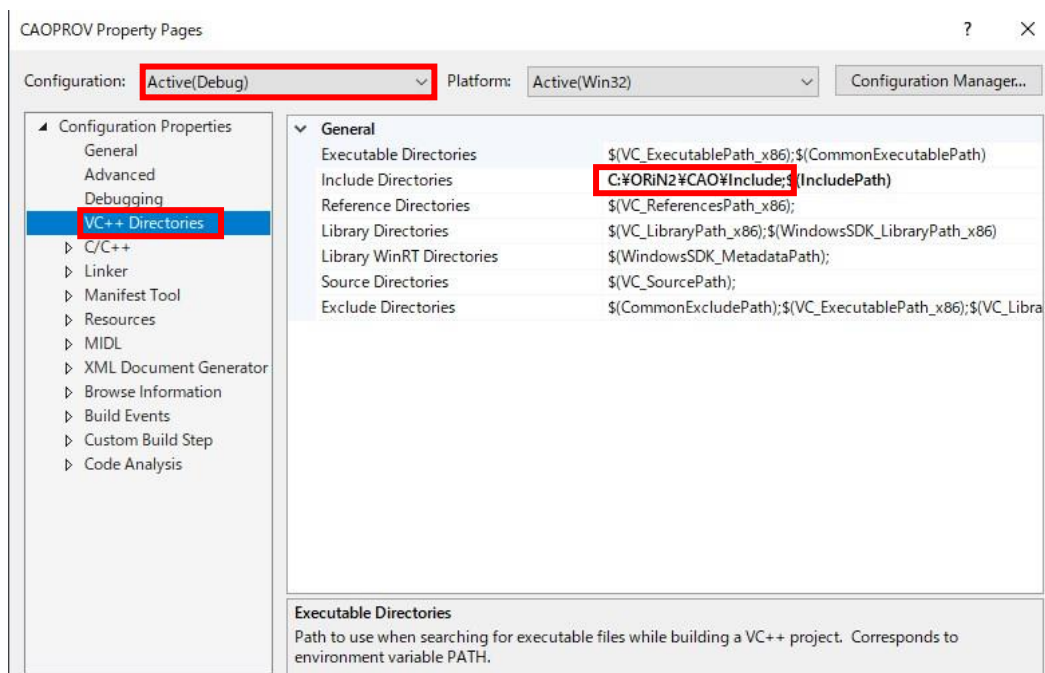 CAOPROV Property Pages ? ×
Configuration: Active(Debug) Platform: Active(Win32) Configuration Manager...
Configuration Properties
General
Advanced
Debugging
VC++ Directories
C/C++
Linker
Manifest Tool
Resources
MIDL
XML Document Generator
Browse Information
Build Events
Custom Build Step
Code Analysis
General
Executable Directories $(VC_ExecutablePath_x86);$(CommonExecutablePath)
Include Directories C:¥ORiN2¥CAO¥Include;$(IncludePath)
Reference Directories $(VC_ReferencesPath_x86);
Library Directories $(VC_LibraryPath_x86);$(WindowsSDK_LibraryPath_x86)
Library WinRT Directories $(WindowsSDK_MetadataPath);
Source Directories $(VC_SourcePath);
Exclude Directories $(CommonExcludePath);$(VC_ExecutablePath_x86);$(VC_Libra
Executable Directories
Path to use when searching for executable files while building a VC++ project. Corresponds to
environment variable PATH.